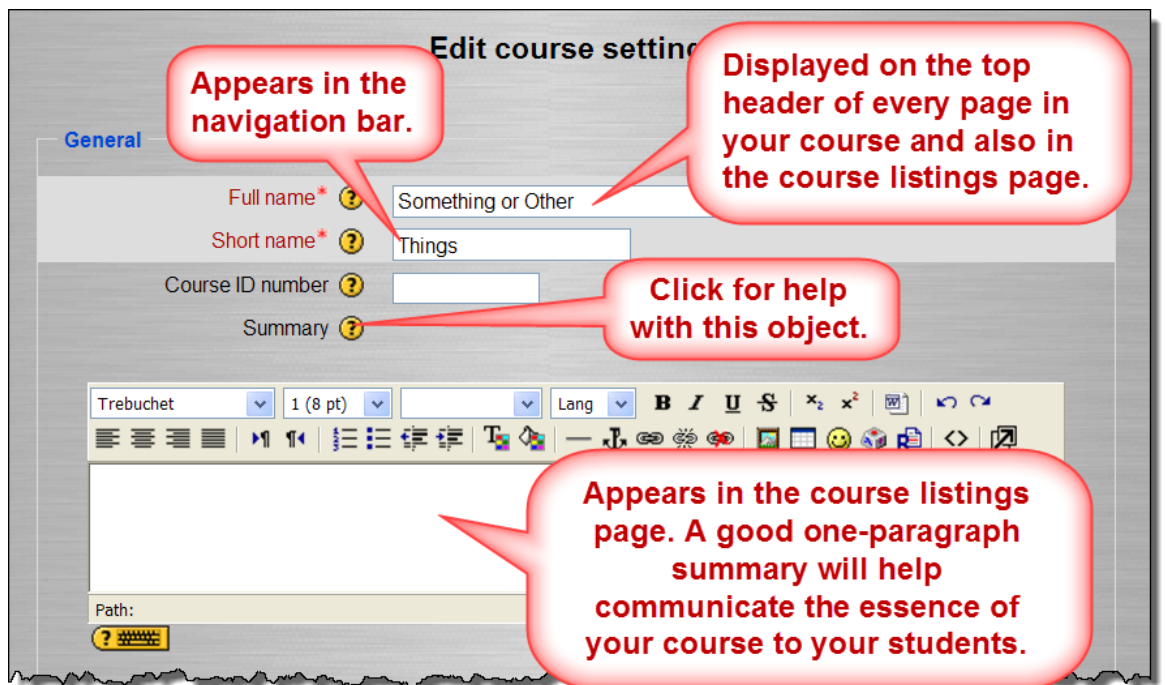 Edit course settin
Appears in the
navigation bar.
Displayed on the top
header of every page in
your course and also in
the course listings page.
General
Full name* ?
Something or Other
Short name* ?
Things
Course ID number ?
Summary ?
Click for help
with this object.
Trebuchet 1 (8 pt) Lang B I U S x2 x2
Appears in the course listings
page. A good one-paragraph
summary will help
communicate the essence of
your course to your students.
Path:
?